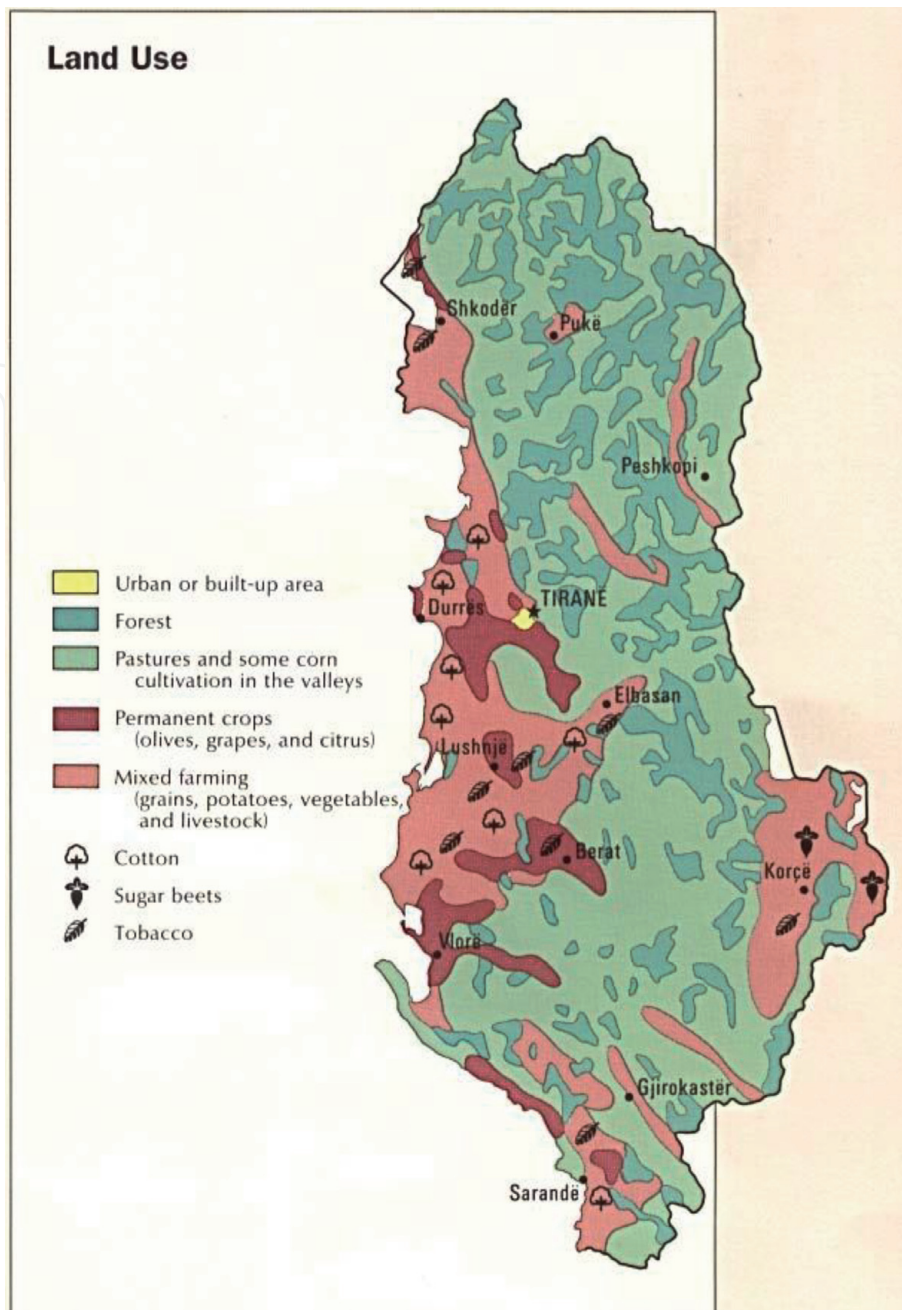 Land Use
Shkodër
Pukë
Peshkopi
TIRANË
Durrës
Elbasan
Lushnjë
Berat
Korçë
Vlorë
Gjirokastër
Sarandë
Urban or built-up area
Forest
Pastures and some corn
cultivation in the valleys
Permanent crops
(olives, grapes, and citrus)
Mixed farming
(grains, potatoes, vegetables,
and livestock)
Cotton
Sugar beets
Tobacco